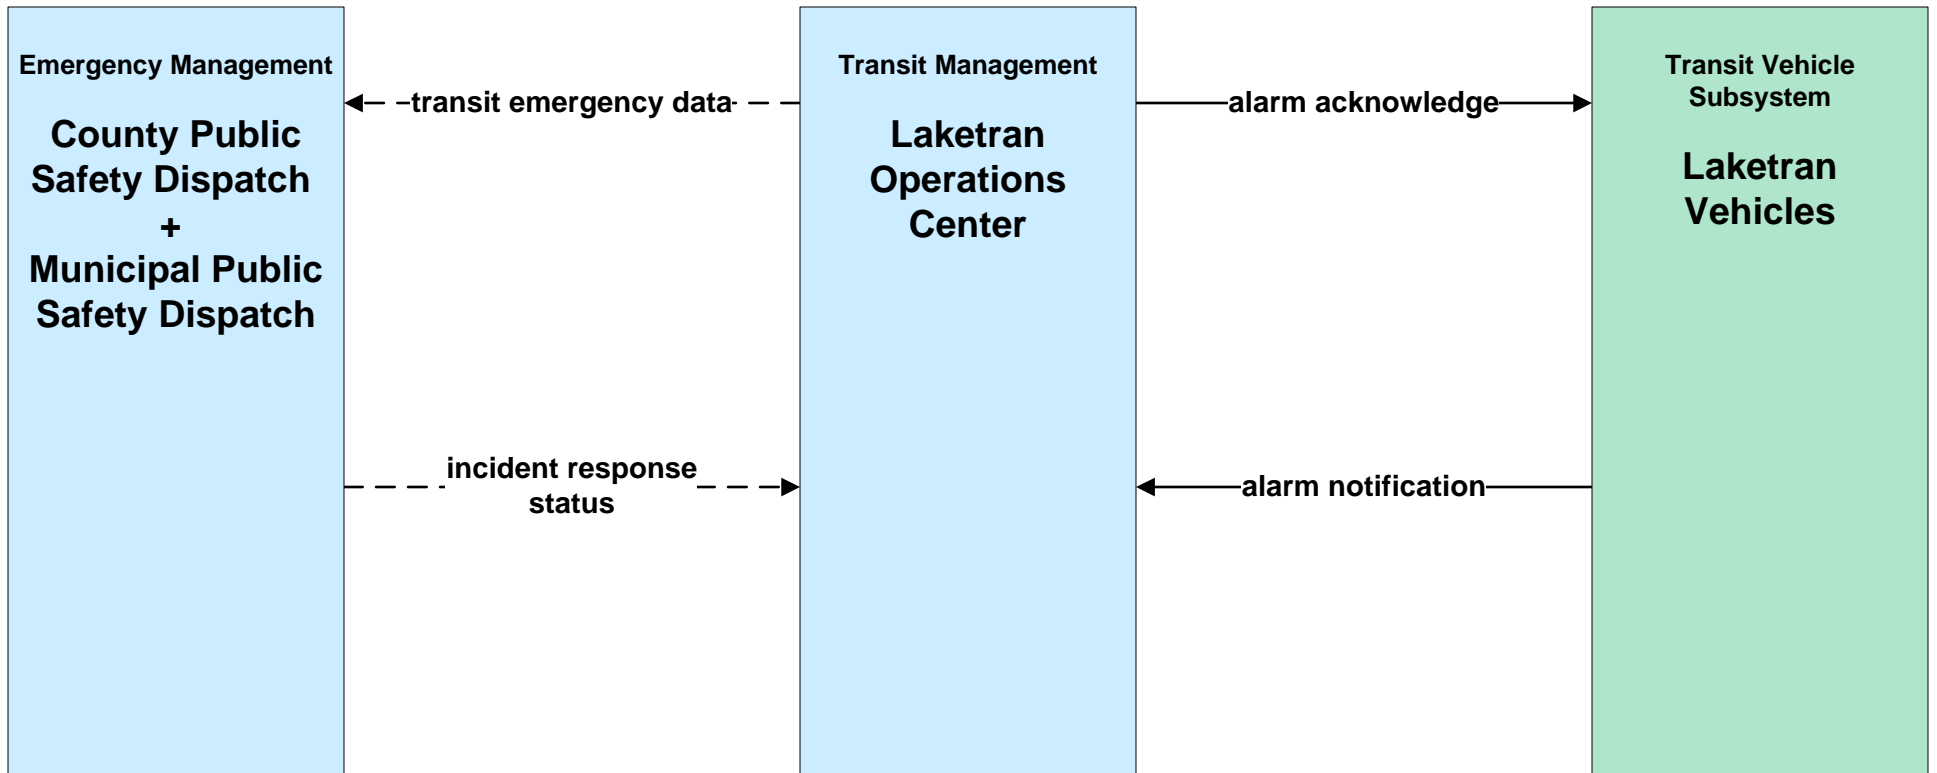 Emergency Management
County Public
Safety Dispatch
+
Municipal Public
Safety Dispatch
transit emergency data
incident response
status
Transit Management
Laketran
Operations
Center
alarm acknowledge
alarm notification
Transit Vehicle
Subsystem
Laketran
Vehicles